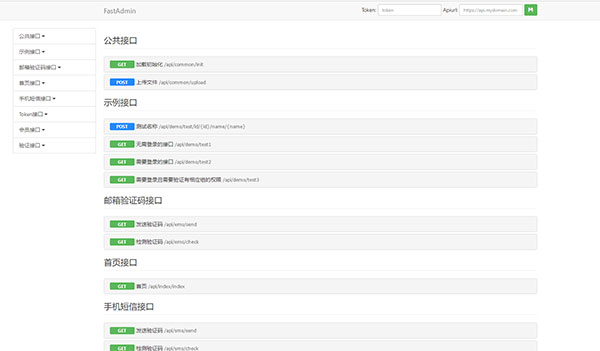 FastAdmin
Token: token Apiurl: https://api.mydomain.com
公共接口
示例接口
邮箱验证码接口
首页接口
手机短信接口
Token接口
会员接口
验证接口
公共接口
GET 加载初始化 /api/common/init
POST 上传文件 /api/common/upload
示例接口
POST 测试名称 /api/demo/test/id/{id}/name/{name}
GET 无需登录的接口 /api/demo/test1
GET 需要登录的接口 /api/demo/test2
GET 需要登录且需要验证有相应组的权限 /api/demo/test3
邮箱验证码接口
GET 发送验证码 /api/ems/send
GET 检测验证码 /api/ems/check
首页接口
GET 首页 /api/index/index
手机短信接口
GET 发送验证码 /api/sms/send
GET 检测验证码 /api/sms/check